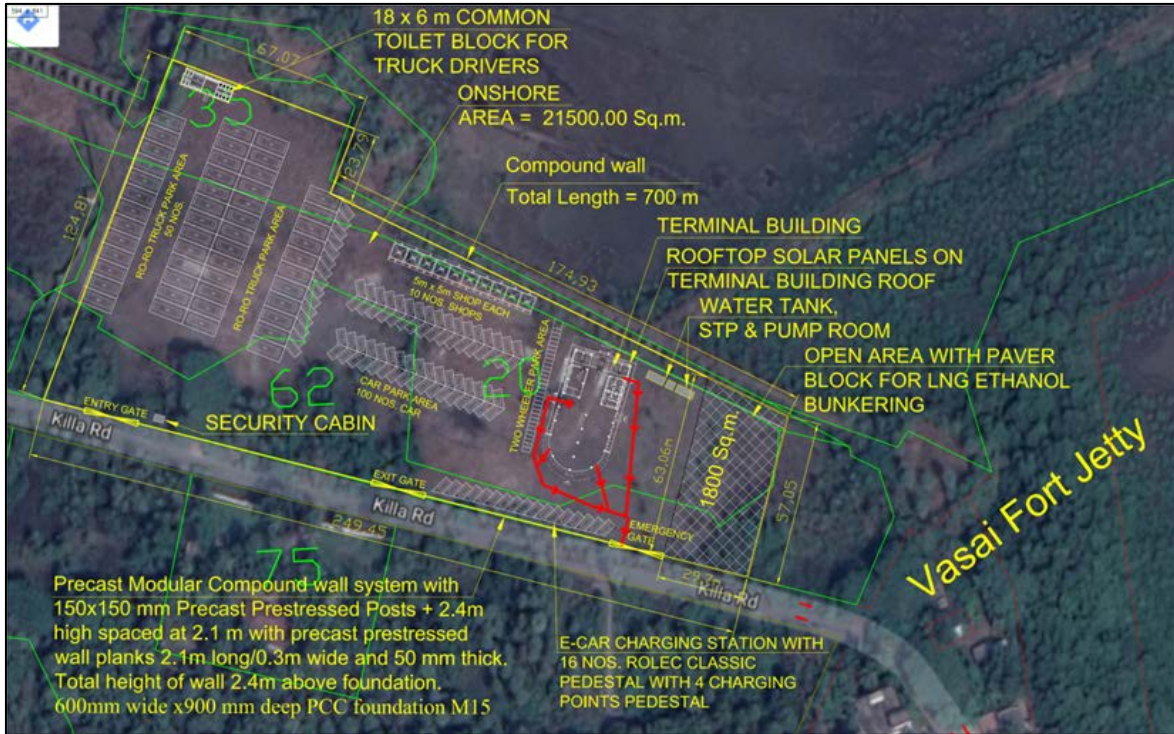 594 x 841
18 x 6 m COMMON
TOILET BLOCK FOR
TRUCK DRIVERS
67,07
33
ONSHORE
AREA = 21500.00 Sq.m.
23,79
Compound wall
Total Length = 700 m
124,81
RO-RO TRUCK PARK AREA
50 NOS.
RO-RO TRUCK PARK AREA
174,93
TERMINAL BUILDING
ROOFTOP SOLAR PANELS ON
TERMINAL BUILDING ROOF
WATER TANK,
STP & PUMP ROOM
OPEN AREA WITH PAVER
BLOCK FOR LNG ETHANOL
BUNKERING
5m x 5m SHOP EACH
10 NOS. SHOPS
62
CAR PARK AREA
100 NOS. CAR
TWO WHEELER PARK AREA
ENTRY GATE
SECURITY CABIN
Killa Rd
EXIT GATE
Killa Rd
249,45
63,06m
1800 Sq.m.
57,05
EMERGENCY
GATE
Killa Rd
Vasai Fort Jetty
75
Precast Modular Compound wall system with
150x150 mm Precast Prestressed Posts + 2.4m
high spaced at 2.1 m with precast prestressed
wall planks 2.1m long/0.3m wide and 50 mm thick.
Total height of wall 2.4m above foundation.
600mm wide x900 mm deep PCC foundation M15
E-CAR CHARGING STATION WITH
16 NOS. ROLEC CLASSIC
PEDESTAL WITH 4 CHARGING
POINTS PEDESTAL